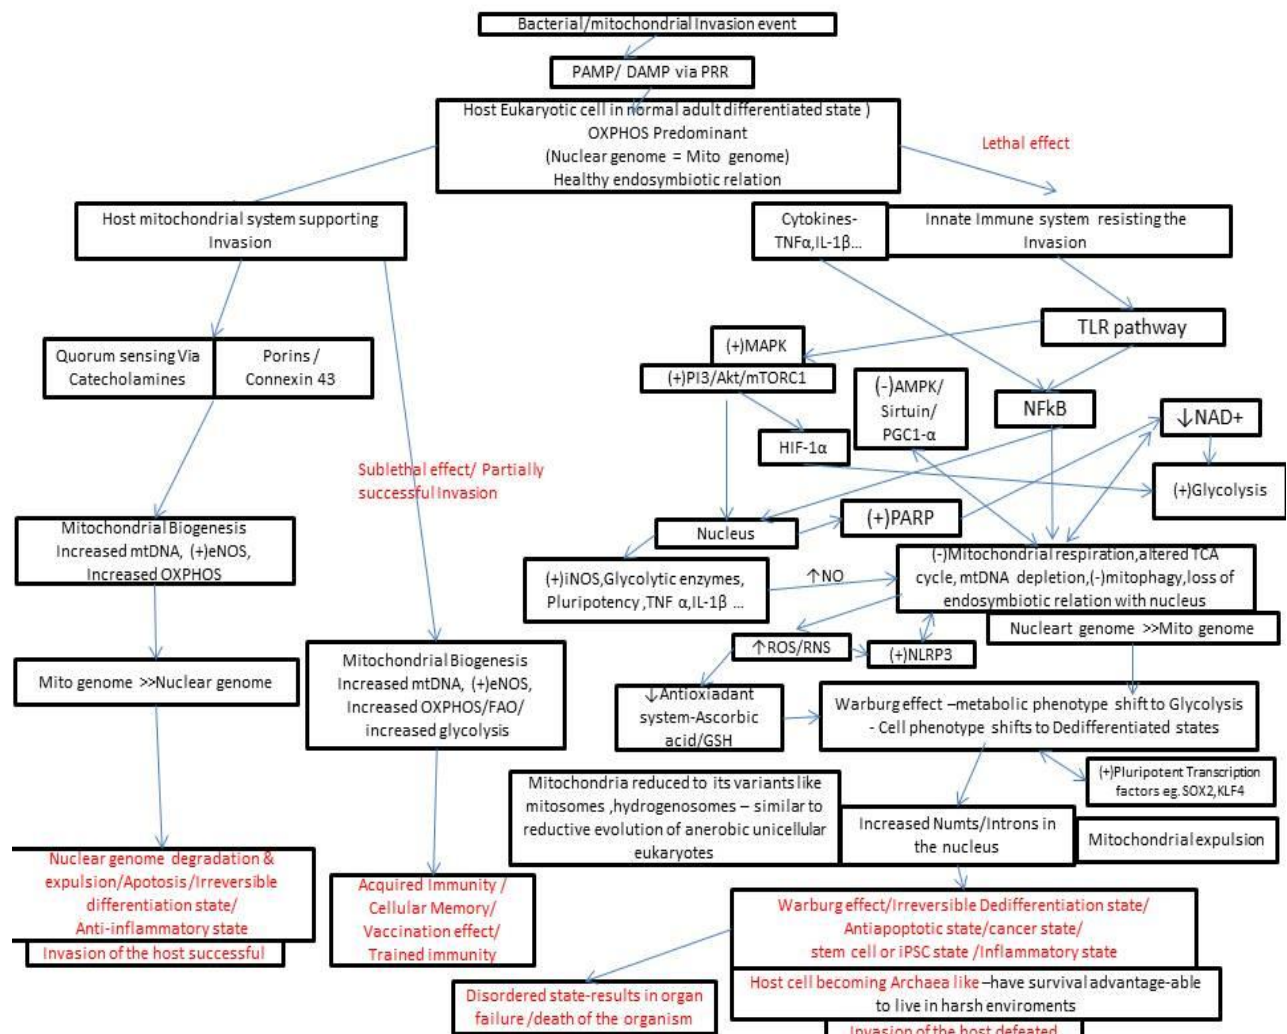 Bacterial/mitochondrial Invasion event
PAMP/ DAMP via PRR
Host Eukaryotic cell in normal adult differentiated state )
OXPHOS Predominant
(Nuclear genome = Mito genome)
Healthy endosymbiotic relation
Lethal effect
Host mitochondrial system supporting
Invasion
Cytokines-
TNFα,IL-1β...
Innate Immune system resisting the
Invasion
Quorum sensing Via
Catecholamines
Porins /
Connexin 43
TLR pathway
(+)MAPK
(+)PI3/Akt/mTORC1
(-)AMPK/
Sirtuin/
PGC1-α
NFkB
↓NAD+
HIF-1α
(+)Glycolysis
Sublethal effect/ Partially
successful Invasion
Mitochondrial Biogenesis
Increased mtDNA, (+)eNOS,
Increased OXPHOS
Nucleus
(+)PARP
(+)iNOS,Glycolytic enzymes,
Pluripotency ,TNF α,IL-1β ...
↑NO
(-)Mitochondrial respiration,altered TCA
cycle, mtDNA depletion,(-)mitophagy,loss of
endosymbiotic relation with nucleus
Nucleart genome >>Mito genome
↑ROS/RNS
(+)NLRP3
Mito genome >>Nuclear genome
Mitochondrial Biogenesis
Increased mtDNA, (+)eNOS,
Increased OXPHOS/FAO/
increased glycolysis
↓Antioxiadant
system-Ascorbic
acid/GSH
Warburg effect –metabolic phenotype shift to Glycolysis
- Cell phenotype shifts to Dedifferentiated states
(+)Pluripotent Transcription
factors eg. SOX2,KLF4
Mitochondria reduced to its variants like
mitosomes ,hydrogenosomes – similar to
reductive evolution of anerobic unicellular
eukaryotes
Increased Numts/Introns in
the nucleus
Mitochondrial expulsion
Nuclear genome degradation &
expulsion/Apotosis/Irreversible
differentiation state/
Anti-inflammatory state
Invasion of the host successful
Acquired Immunity /
Cellular Memory/
Vaccination effect/
Trained immunity
Warburg effect/Irreversible Dedifferentiation state/
Antiapoptotic state/cancer state/
stem cell or iPSC state /Inflammatory state
Host cell becoming Archaea like –have survival advantage-able
to live in harsh enviroments
Invasion of the host defeated
Disordered state-results in organ
failure /death of the organism